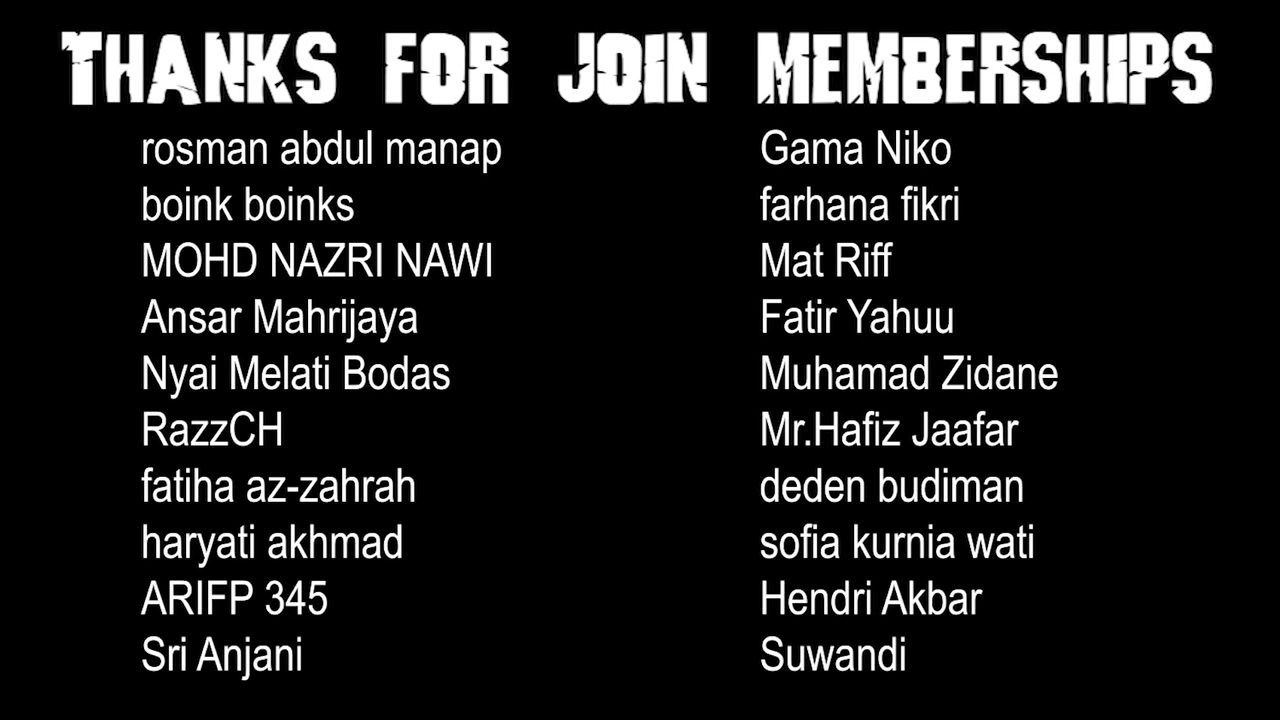 THANKS FOR JOIN MEMBERSHIPS
rosman abdul manap
boink boinks
MOHD NAZRI NAWI
Ansar Mahrijaya
Nyai Melati Bodas
RazzCH
fatiha az-zahrah
haryati akhmad
ARIFP 345
Sri Anjani
Gama Niko
farhana fikri
Mat Riff
Fatir Yahuu
Muhamad Zidane
Mr.Hafiz Jaafar
deden budiman
sofia kurnia wati
Hendri Akbar
Suwandi